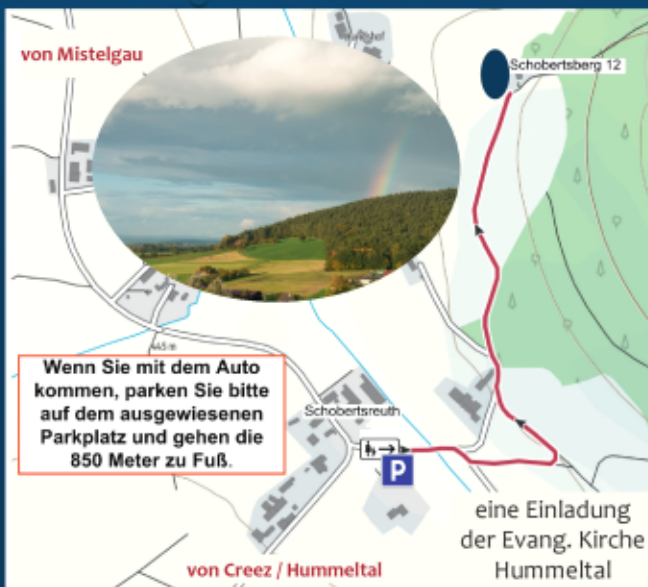 von Mistelgau
Schobertsberg 12
445 m
Wenn Sie mit dem Auto
kommen, parken Sie bitte
auf dem ausgewiesenen
Parkplatz und gehen die
850 Meter zu Fuß.
Schobertsreuth
P
eine Einladung
der Evang. Kirche
Hummeltal
von Creez / Hummeltal